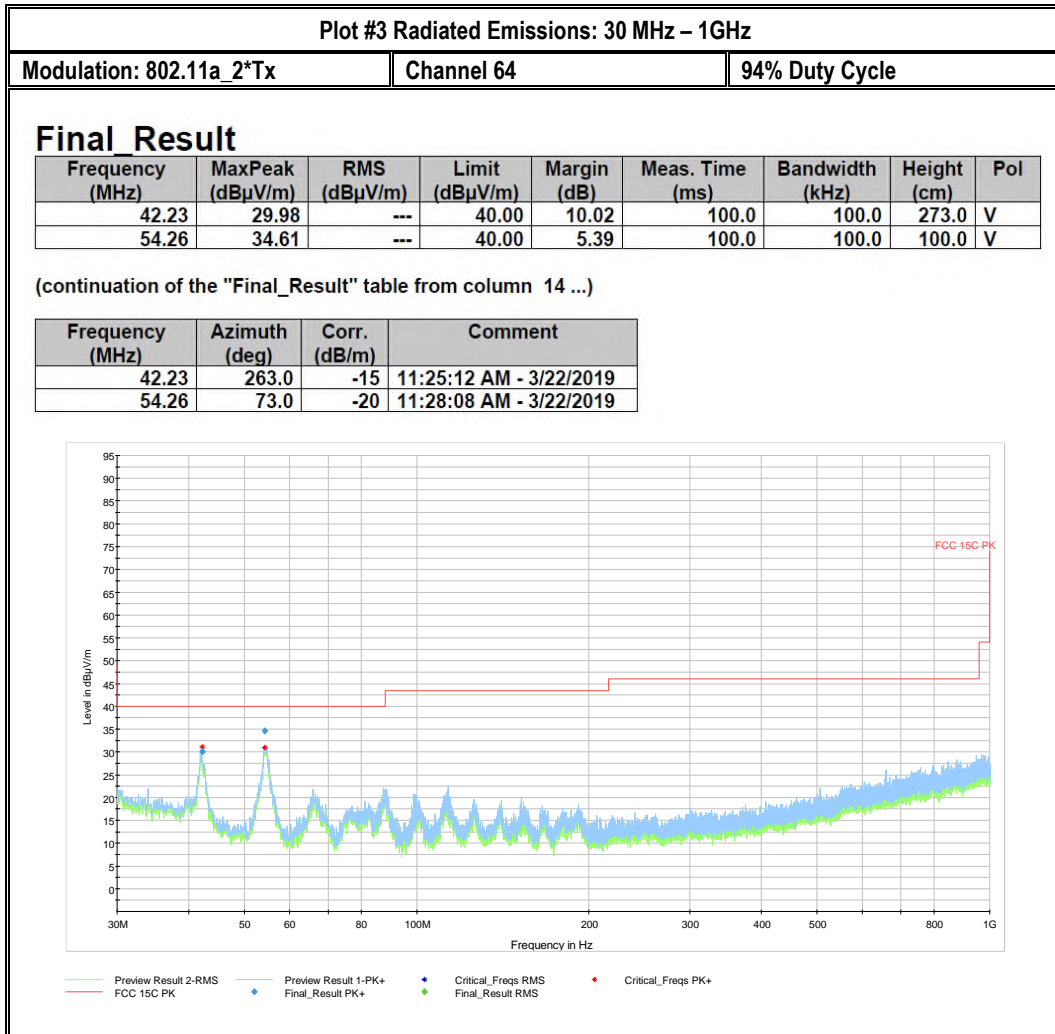 Plot #3 Radiated Emissions: 30 MHz – 1GHz
Modulation: 802.11a_2*Tx Channel 64 94% Duty Cycle
Final_Result
Frequency (MHz) MaxPeak (dBµV/m) RMS (dBµV/m) Limit (dBµV/m) Margin (dB) Meas. Time (ms) Bandwidth (kHz) Height (cm) Pol
42.23 29.98 --- 40.00 10.02 100.0 100.0 273.0 V
54.26 34.61 --- 40.00 5.39 100.0 100.0 100.0 V
(continuation of the "Final_Result" table from column 14 ...)
Frequency (MHz) Azimuth (deg) Corr. (dB/m) Comment
42.23 263.0 -15 11:25:12 AM - 3/22/2019
54.26 73.0 -20 11:28:08 AM - 3/22/2019
95
90
85
80
75
70
65
60
55
50
45
40
35
30
25
20
15
10
5
0
Level in dBµV/m
FCC 15C PK
30M 50 60 80 100M 200 300 400 500 800 1G
Frequency in Hz
Preview Result 2-RMS Preview Result 1-PK+ Critical_Freqs RMS Critical_Freqs PK+
FCC 15C PK Final_Result PK+ Final_Result RMS